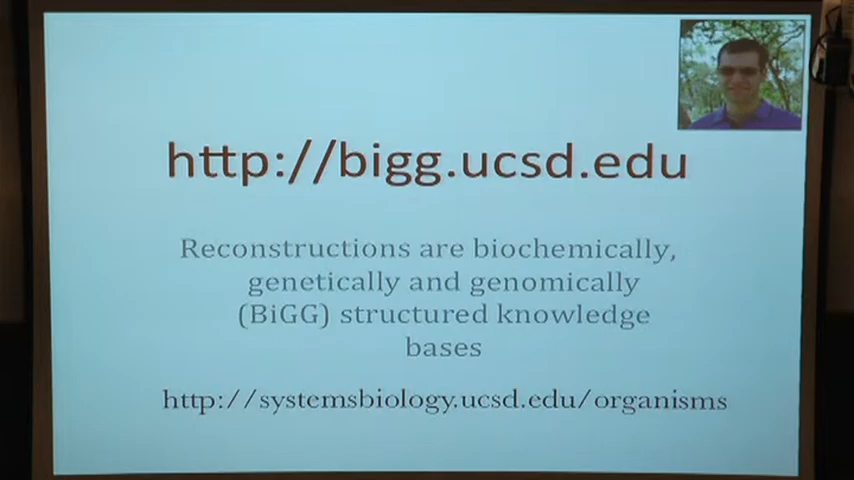 http://bigg.ucsd.edu
Reconstructions are biochemically,
genetically and genomically
(BiGG) structured knowledge
bases
http://systemsbiology.ucsd.edu/organisms